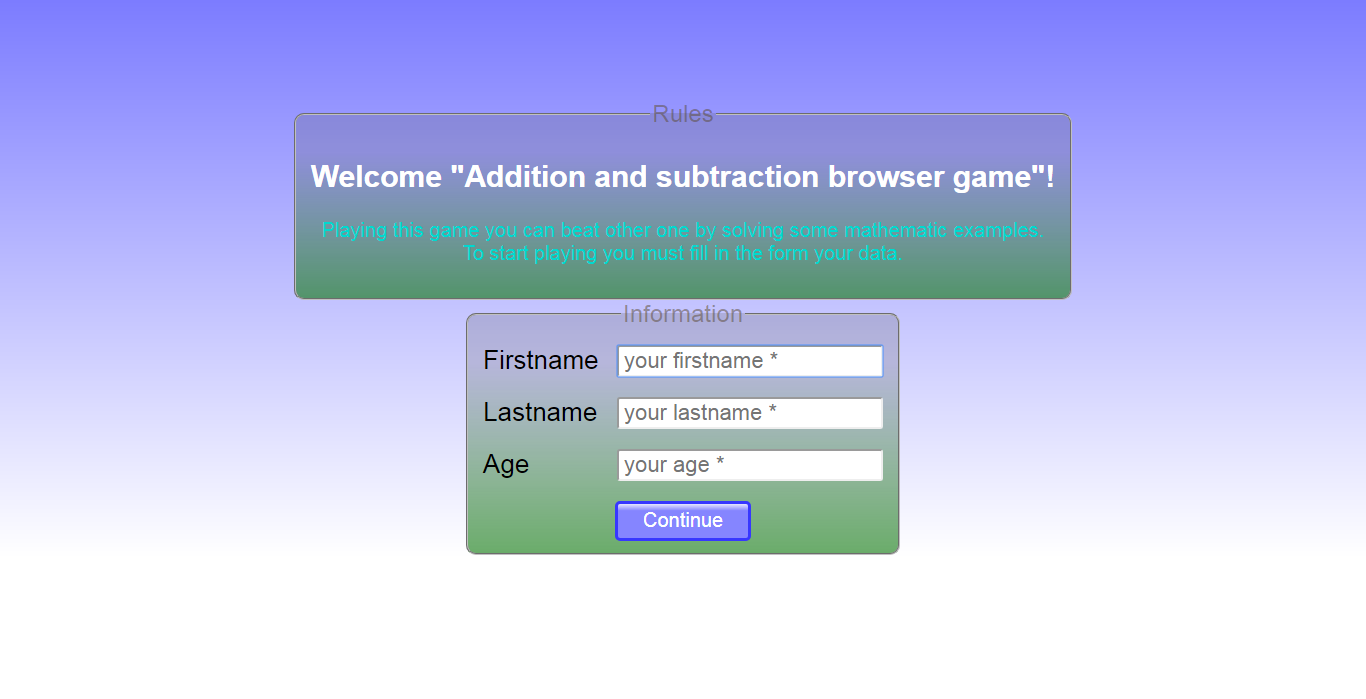 Rules
Welcome "Addition and subtraction browser game"!
Playing this game you can beat other one by solving some mathematic examples.
To start playing you must fill in the form your data.
Information
Firstname your firstname *
Lastname your lastname *
Age your age *
Continue